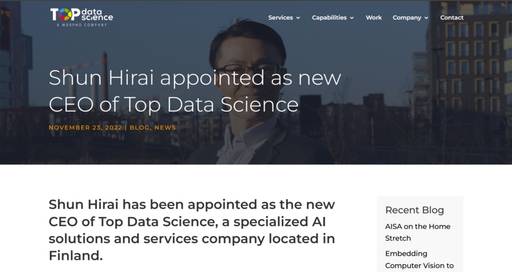 TOP data science
A MORPHO COMPANY
Services Capabilities Work Company Contact
Shun Hirai appointed as new
CEO of Top Data Science
NOVEMBER 23, 2022 | BLOG, NEWS
Shun Hirai has been appointed as the new
CEO of Top Data Science, a specialized AI
solutions and services company located in
Finland.
Recent Blog
AISA on the Home
Stretch
Embedding
Computer Vision to